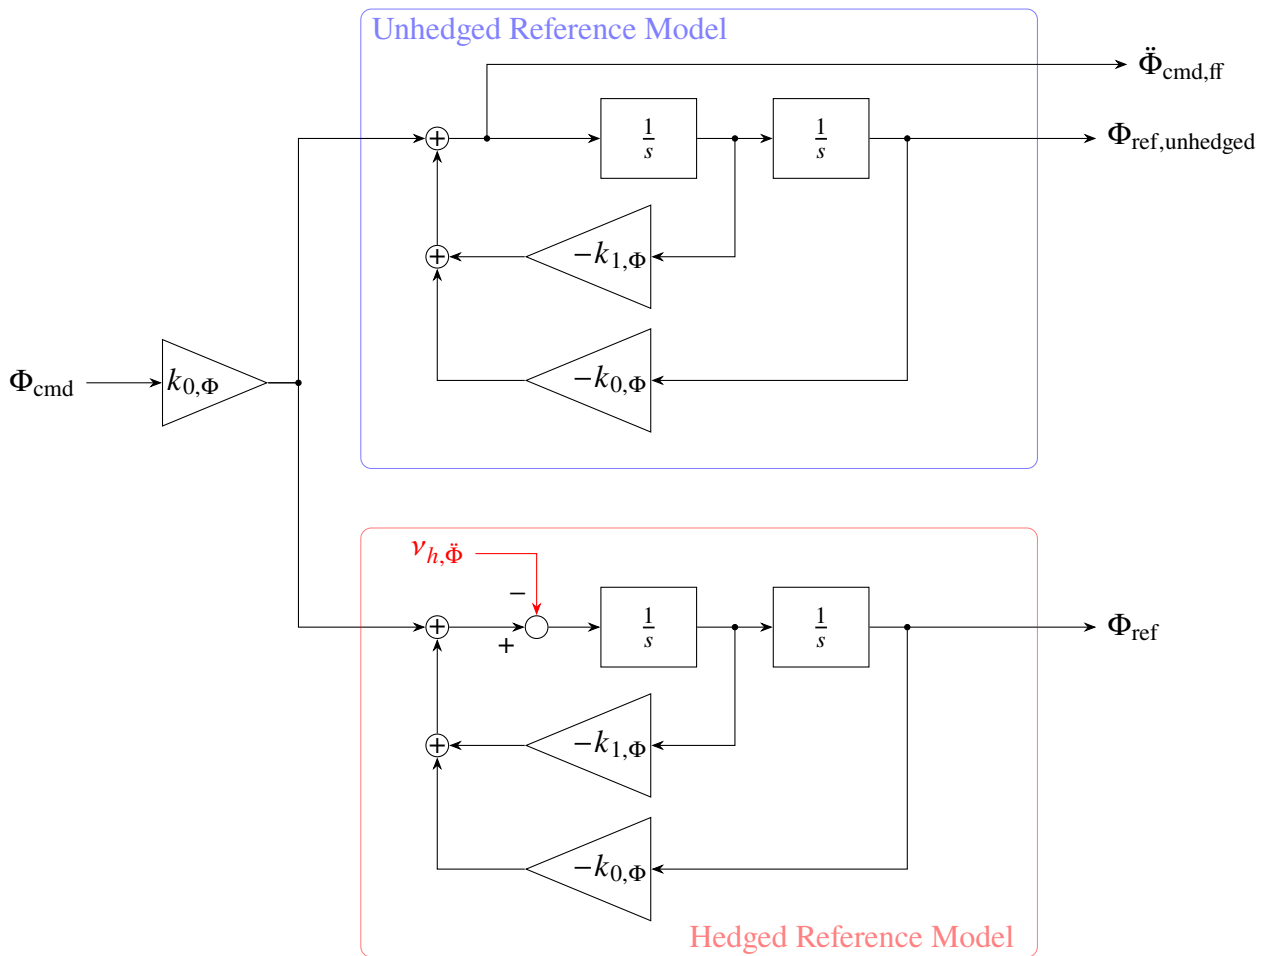 Unhedged Reference Model
Φ̈cmd,ff
+
1/s
1/s
Φref,unhedged
+
−k1,Φ
−k0,Φ
Φcmd
k0,Φ
νh,Φ̈
−
+
+
1/s
1/s
Φref
+
−k1,Φ
−k0,Φ
Hedged Reference Model